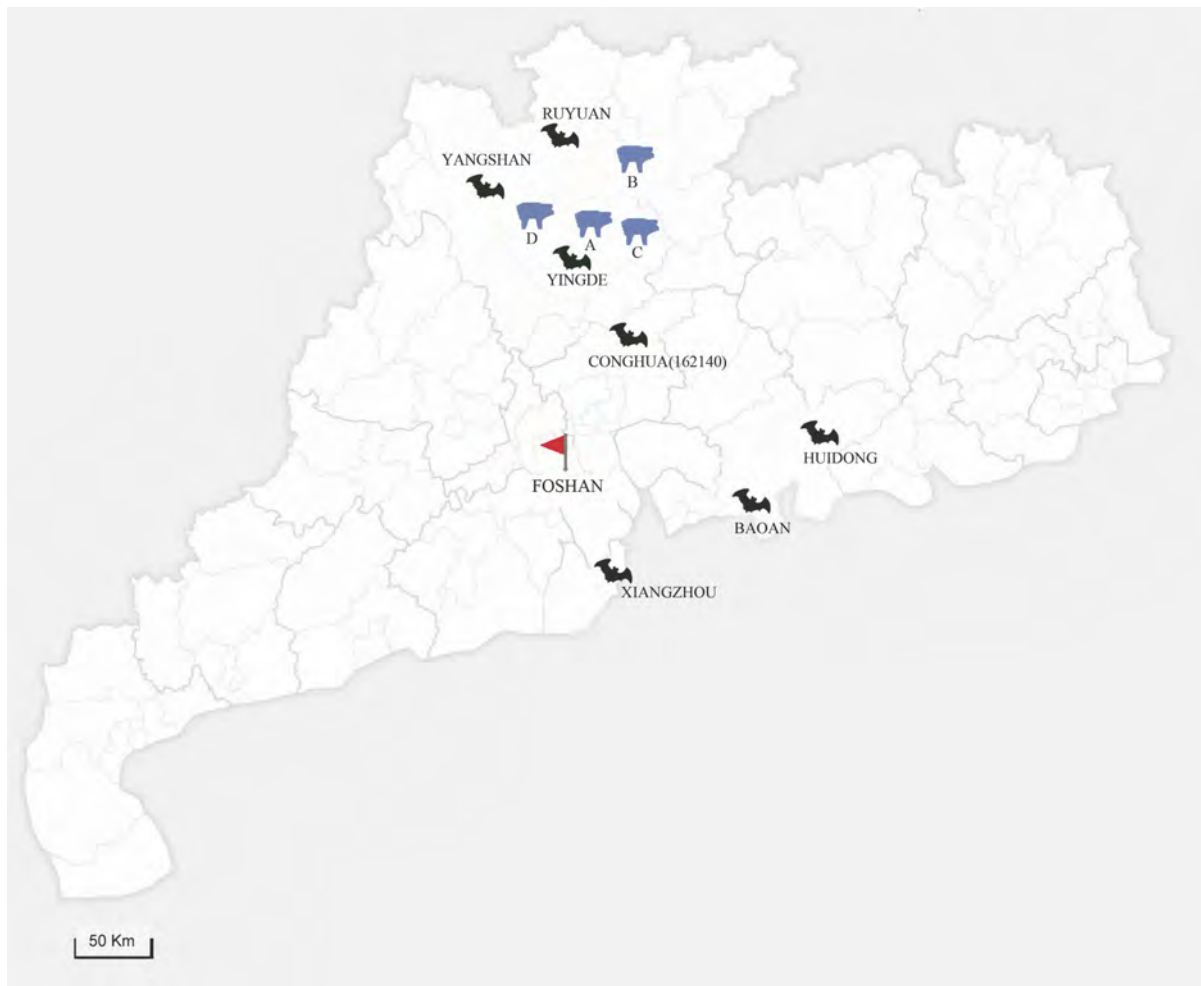 RUYUAN
YANGSHAN
B
D
A
C
YINGDE
CONGHUA(162140)
HUIDONG
FOSHAN
BAOAN
XIANGZHOU
50 Km